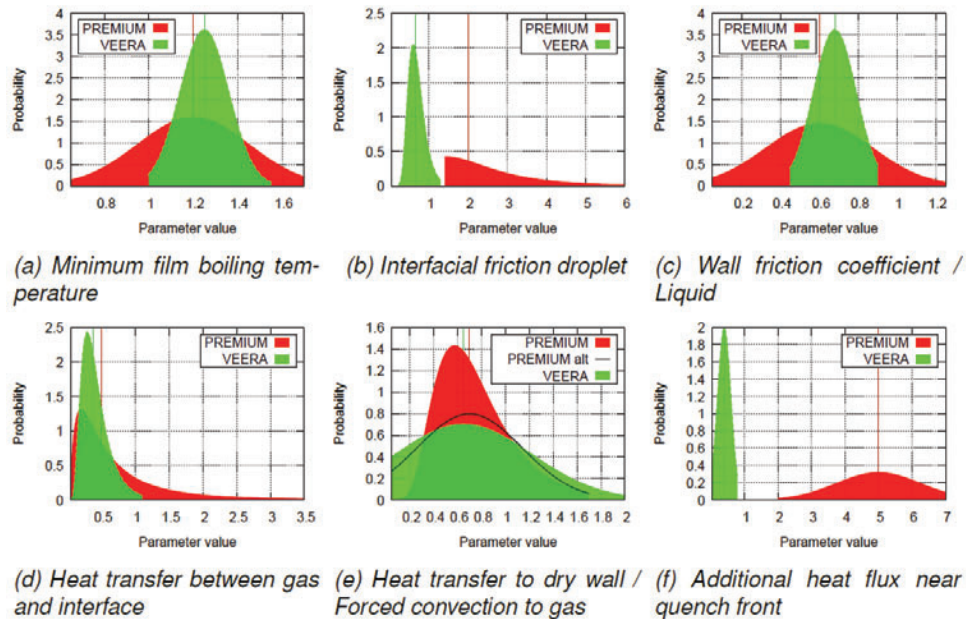 4
3.5
3
2.5
2
1.5
1
0.5
0
Probability
PREMIUM
VEERA
0.8 1 1.2 1.4 1.6
Parameter value
(a) Minimum film boiling tem-
perature
2.5
2
1.5
1
0.5
0
Probability
PREMIUM
VEERA
1 2 3 4 5 6
Parameter value
(b) Interfacial friction droplet
4
3.5
3
2.5
2
1.5
1
0.5
0
Probability
PREMIUM
VEERA
0.2 0.4 0.6 0.8 1 1.2
Parameter value
(c) Wall friction coefficient /
Liquid
2.5
2
1.5
1
0.5
0
Probability
PREMIUM
VEERA
0.5 1 1.5 2 2.5 3 3.5
Parameter value
(d) Heat transfer between gas
and interface
1.6
1.4
1.2
1
0.8
0.6
0.4
0.2
0
Probability
PREMIUM
PREMIUM alt
VEERA
0.2 0.4 0.6 0.8 1 1.2 1.4 1.6 1.8 2
Parameter value
(e) Heat transfer to dry wall /
Forced convection to gas
2
1.8
1.6
1.4
1.2
1
0.8
0.6
0.4
0.2
0
Probability
PREMIUM
VEERA
1 2 3 4 5 6 7
Parameter value
(f) Additional heat flux near
quench front